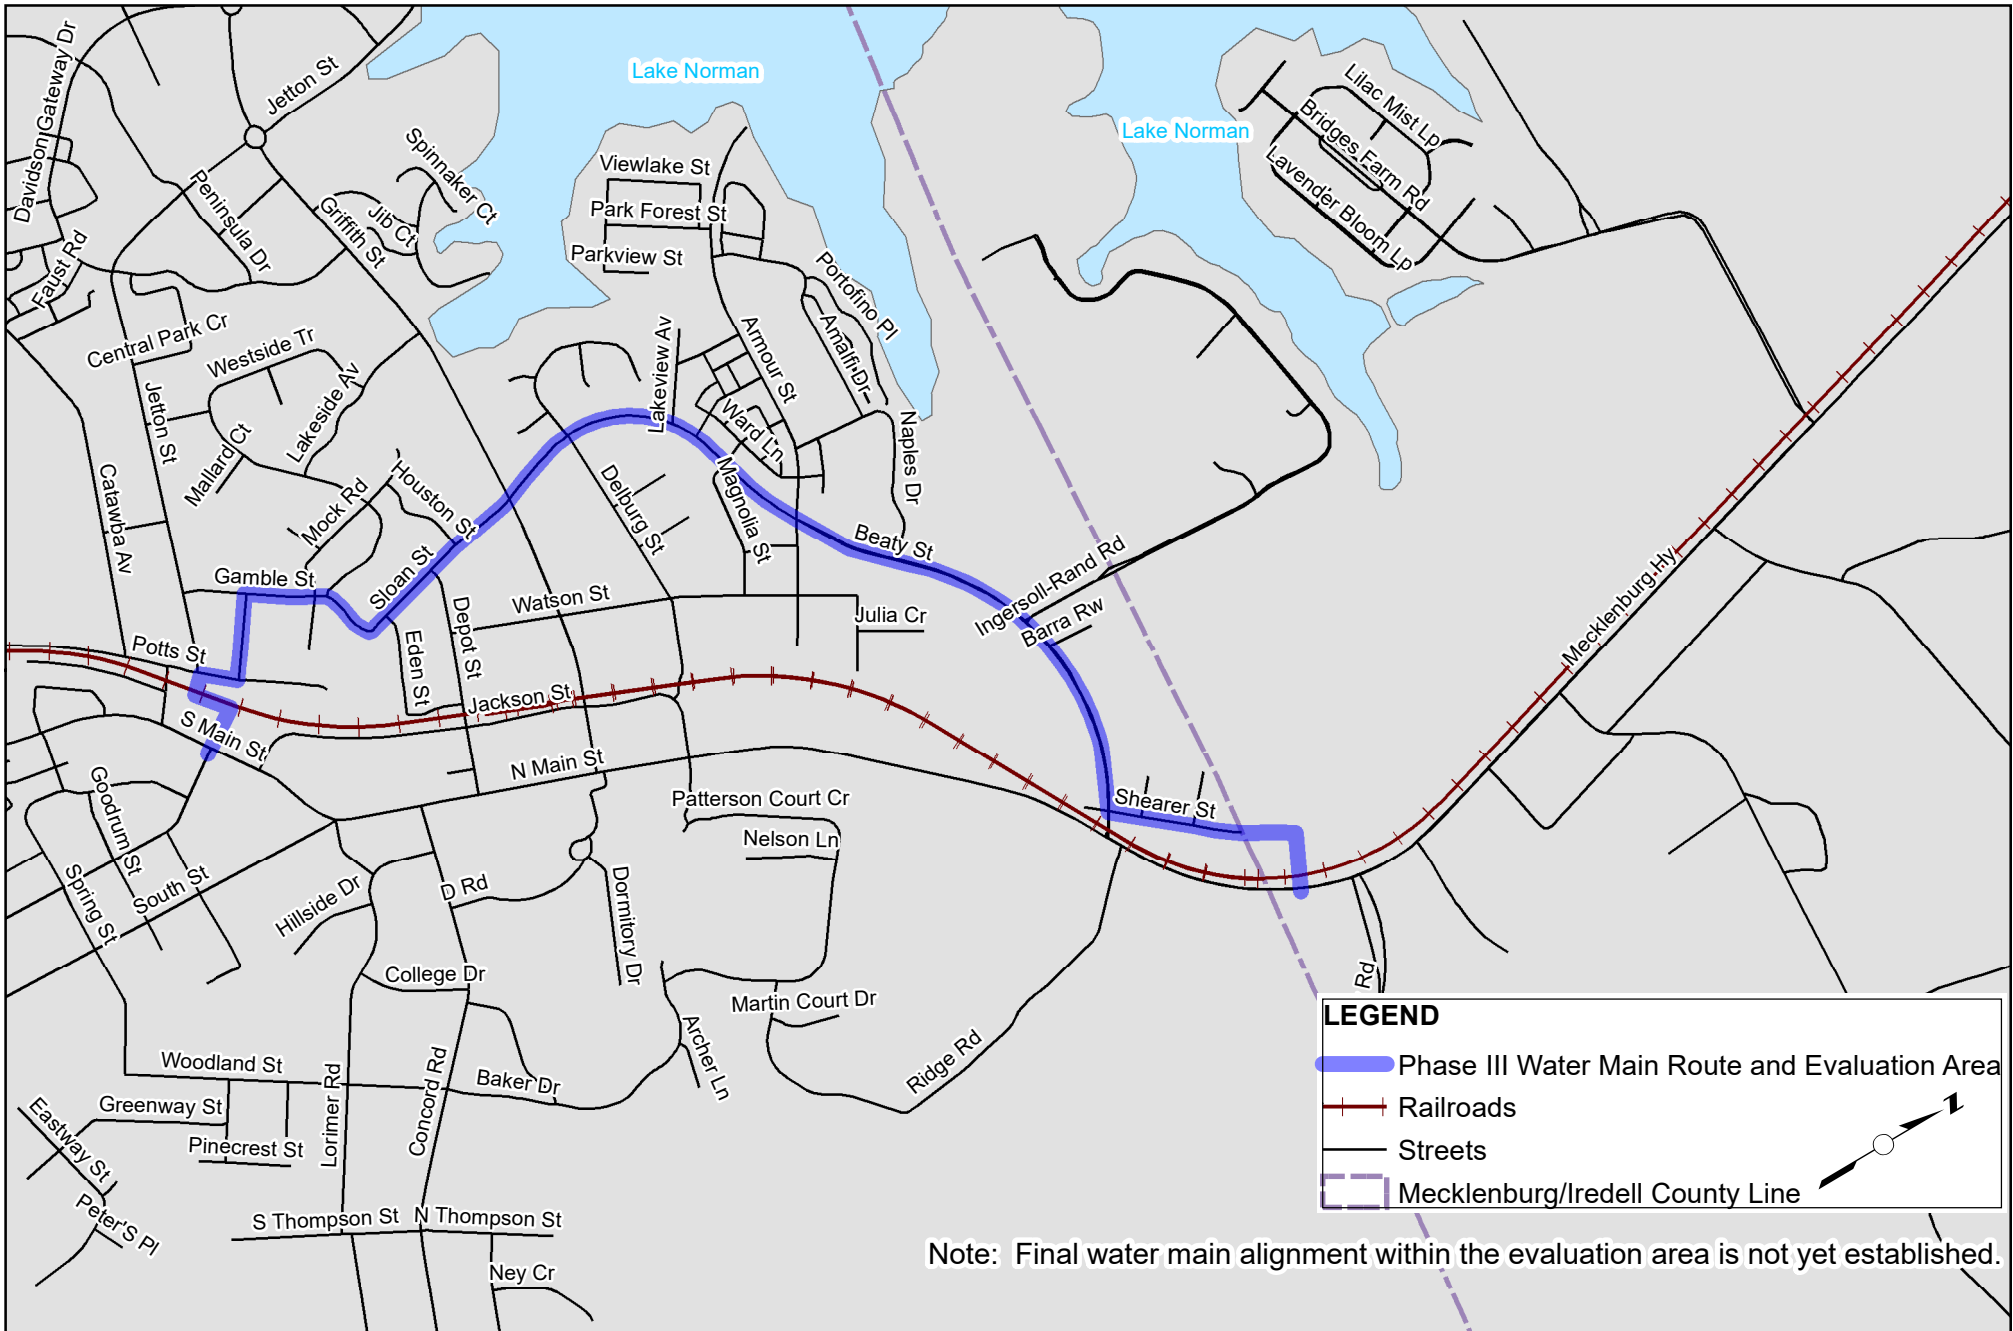 Davidson Gateway Dr
Jetton St
Lake Norman
Lake Norman
Lilac Mist Lp
Bridges Farm Rd
Lavender Bloom Lp
Spinnaker Ct
Viewlake St
Park Forest St
Parkview St
Peninsula Dr
Griffith St
Jib Ct
Faust Rd
Portofino Pl
Amalfi Dr
Armour St
Lakeview Av
Central Park Cr
Westside Tr
Lakeside Av
Jetton St
Mallard Ct
Catawba Av
Mock Rd
Houston St
Ward Ln
Naples Dr
Magnolia St
Delburg St
Beaty St
Sloan St
Gamble St
Ingersoll-Rand Rd
Barra Rw
Mecklenburg Hy
Watson St
Julia Cr
Depot St
Eden St
Potts St
Jackson St
S Main St
N Main St
Shearer St
Patterson Court Cr
Nelson Ln
Goodrum St
Spring St
South St
Hillside Dr
D Rd
Dormitory Dr
College Dr
Martin Court Dr
Archer Ln
Ridge Rd
Rd
Woodland St
Greenway St
Pinecrest St
Eastway St
Peter'S Pl
Lorimer Rd
Concord Rd
Baker Dr
S Thompson St
N Thompson St
Ney Cr
LEGEND
Phase III Water Main Route and Evaluation Area
Railroads
Streets
Mecklenburg/Iredell County Line
Z
Note: Final water main alignment within the evaluation area is not yet established.